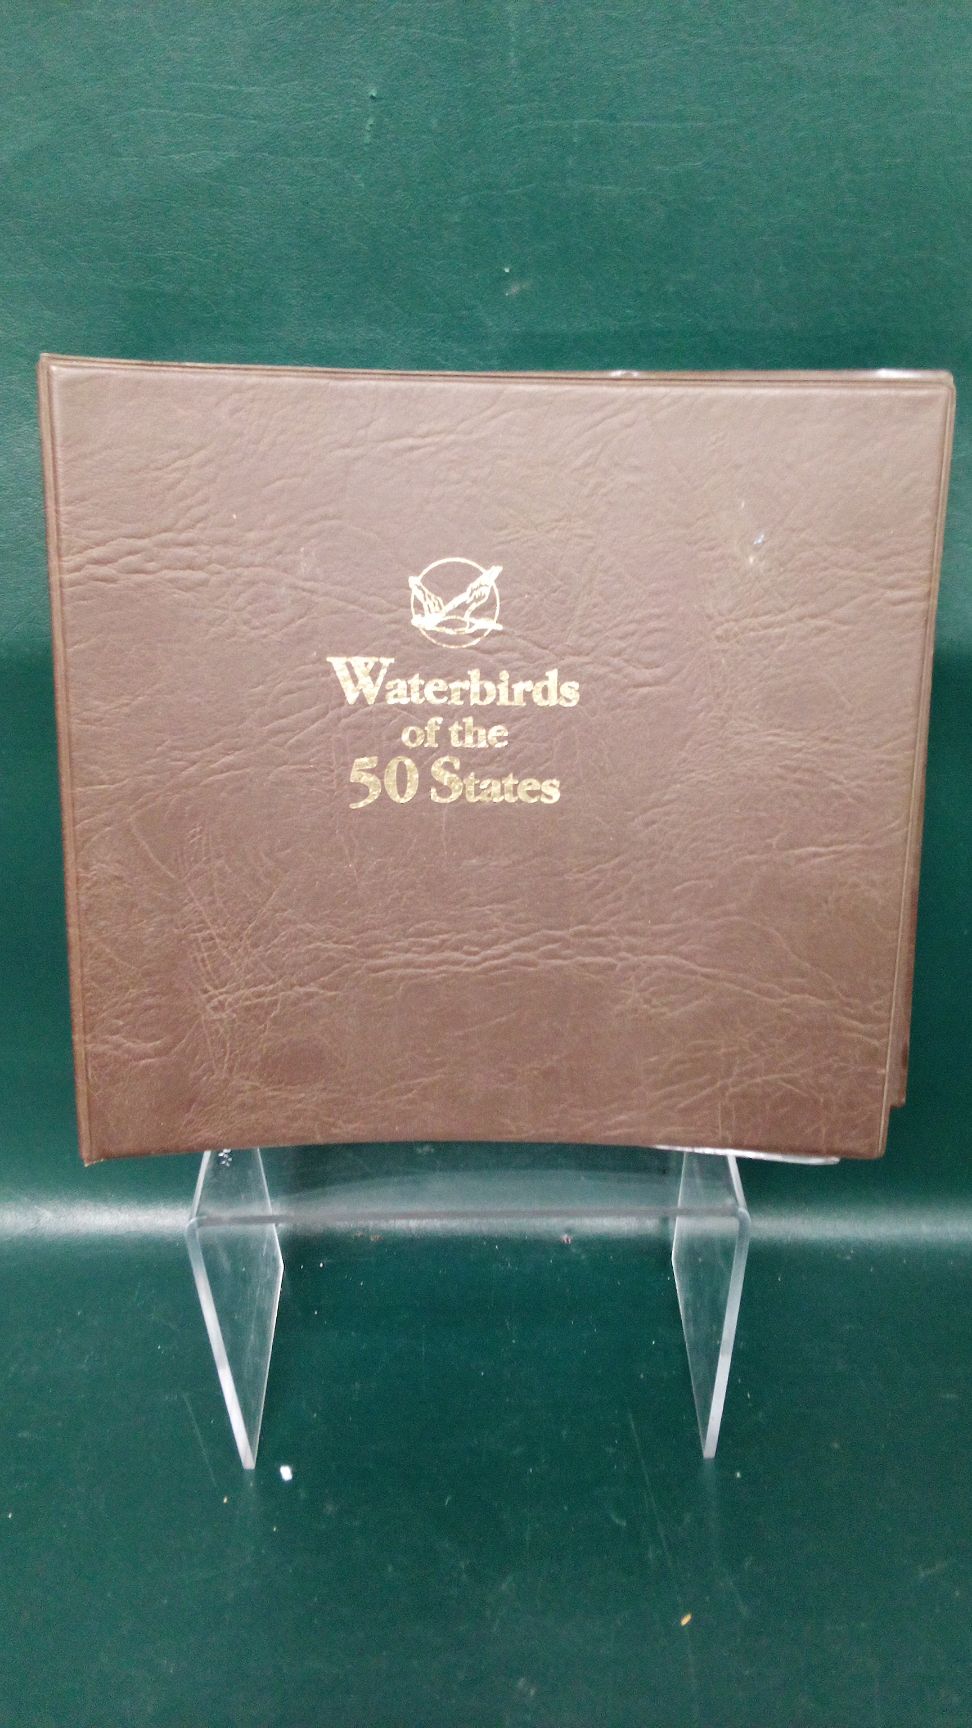 Waterbirds
of the
50 States